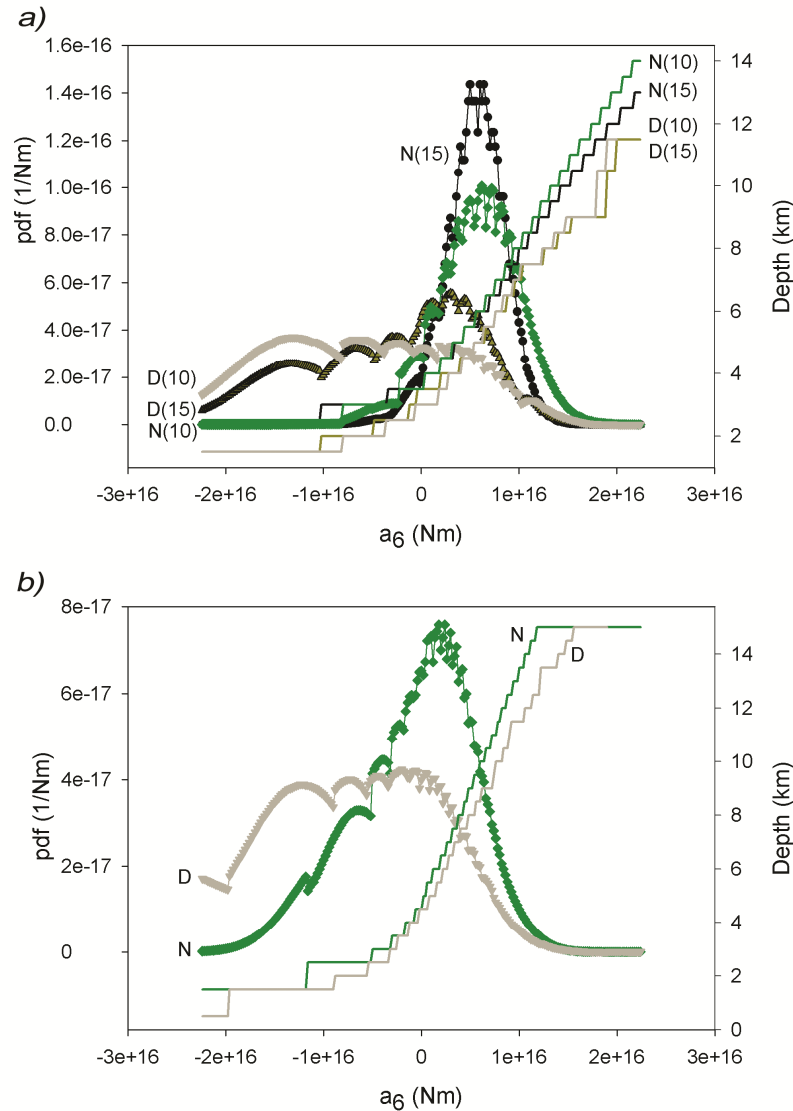 a)
1.6e-16
1.4e-16
1.2e-16
1.0e-16
8.0e-17
6.0e-17
4.0e-17
2.0e-17
0.0
pdf (1/Nm)
14
12
10
8
6
4
2
Depth (km)
N(10)
N(15)
D(10)
D(15)
N(15)
D(10)
D(15)
N(10)
-3e+16 -2e+16 -1e+16 0 1e+16 2e+16 3e+16
a6 (Nm)
b)
8e-17
6e-17
4e-17
2e-17
0
pdf (1/Nm)
14
12
10
8
6
4
2
0
Depth (km)
N
D
D
N
-3e+16 -2e+16 -1e+16 0 1e+16 2e+16 3e+16
a6 (Nm)